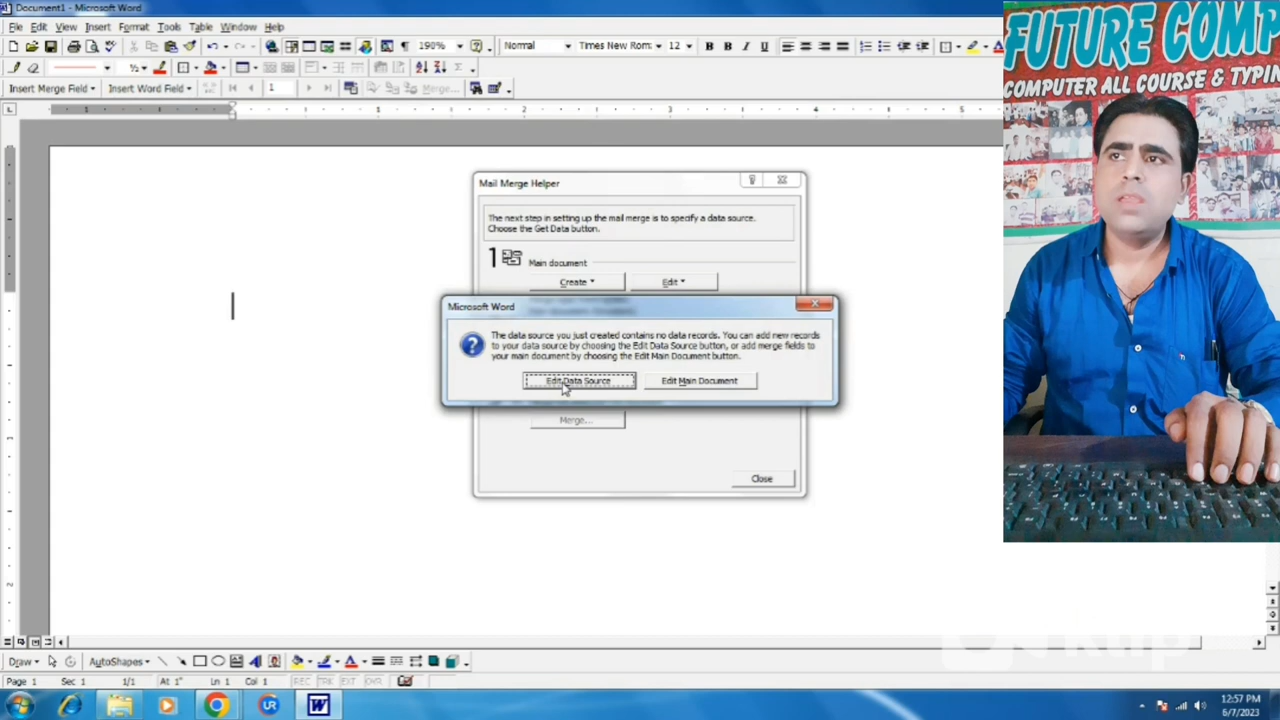 Document1 - Microsoft Word
File Edit View Insert Format Tools Table Window Help
190% Normal Times New Rom 12 B B I U
Insert Merge Field Insert Word Field 1 Merge...
FUTURE COMP
COMPUTER ALL COURSE & TYPIN
Mail Merge Helper
The next step in setting up the mail merge is to specify a data source.
Choose the Get Data button.
1 Main document
Create Edit
Microsoft Word
The data source you just created contains no data records. You can add new records
to your data source by choosing the Edit Data Source button, or add merge fields to
your main document by choosing the Edit Main Document button.
Edit Data Source Edit Main Document
Merge...
Close
Draw AutoShapes
Page 1 Sec 1 1/1 At 1" Ln 1 Col 1 REC TRK EXT OVR
12:57 PM
6/7/2023